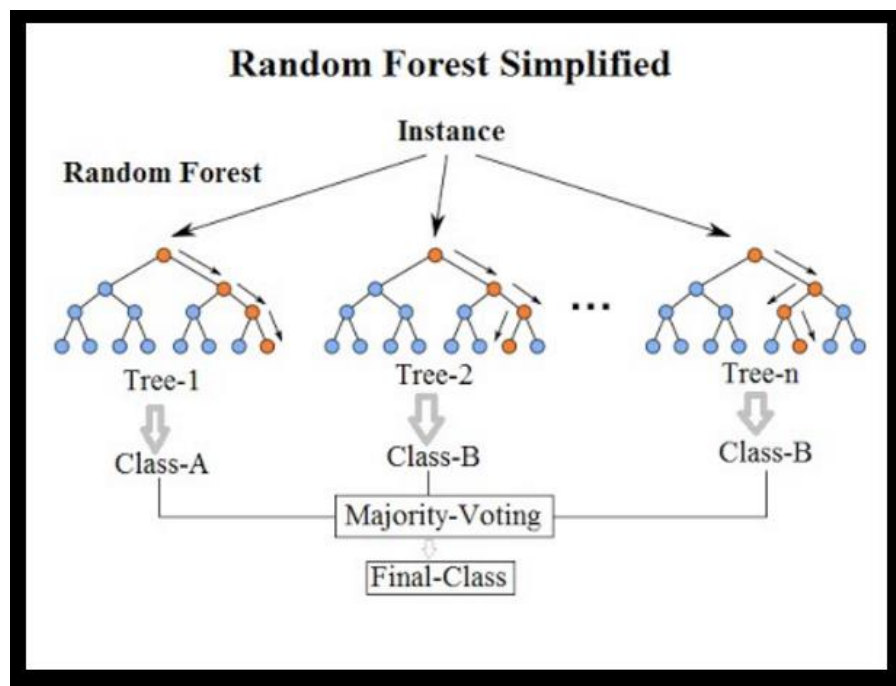 Random Forest Simplified
Instance
Random Forest
...
Tree-1
Tree-2
Tree-n
Class-A
Class-B
Class-B
Majority-Voting
Final-Class